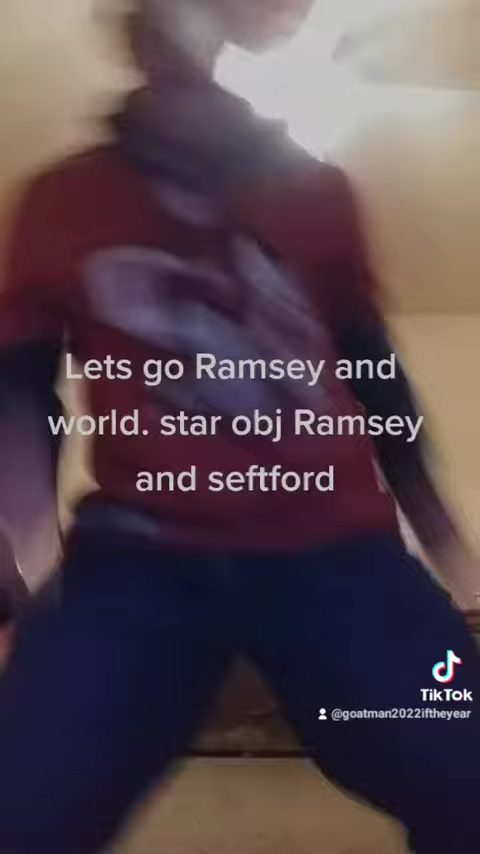 Lets go Ramsey and
world. star obj Ramsey
and seftford
TikTok
@goatman2022iftheyear